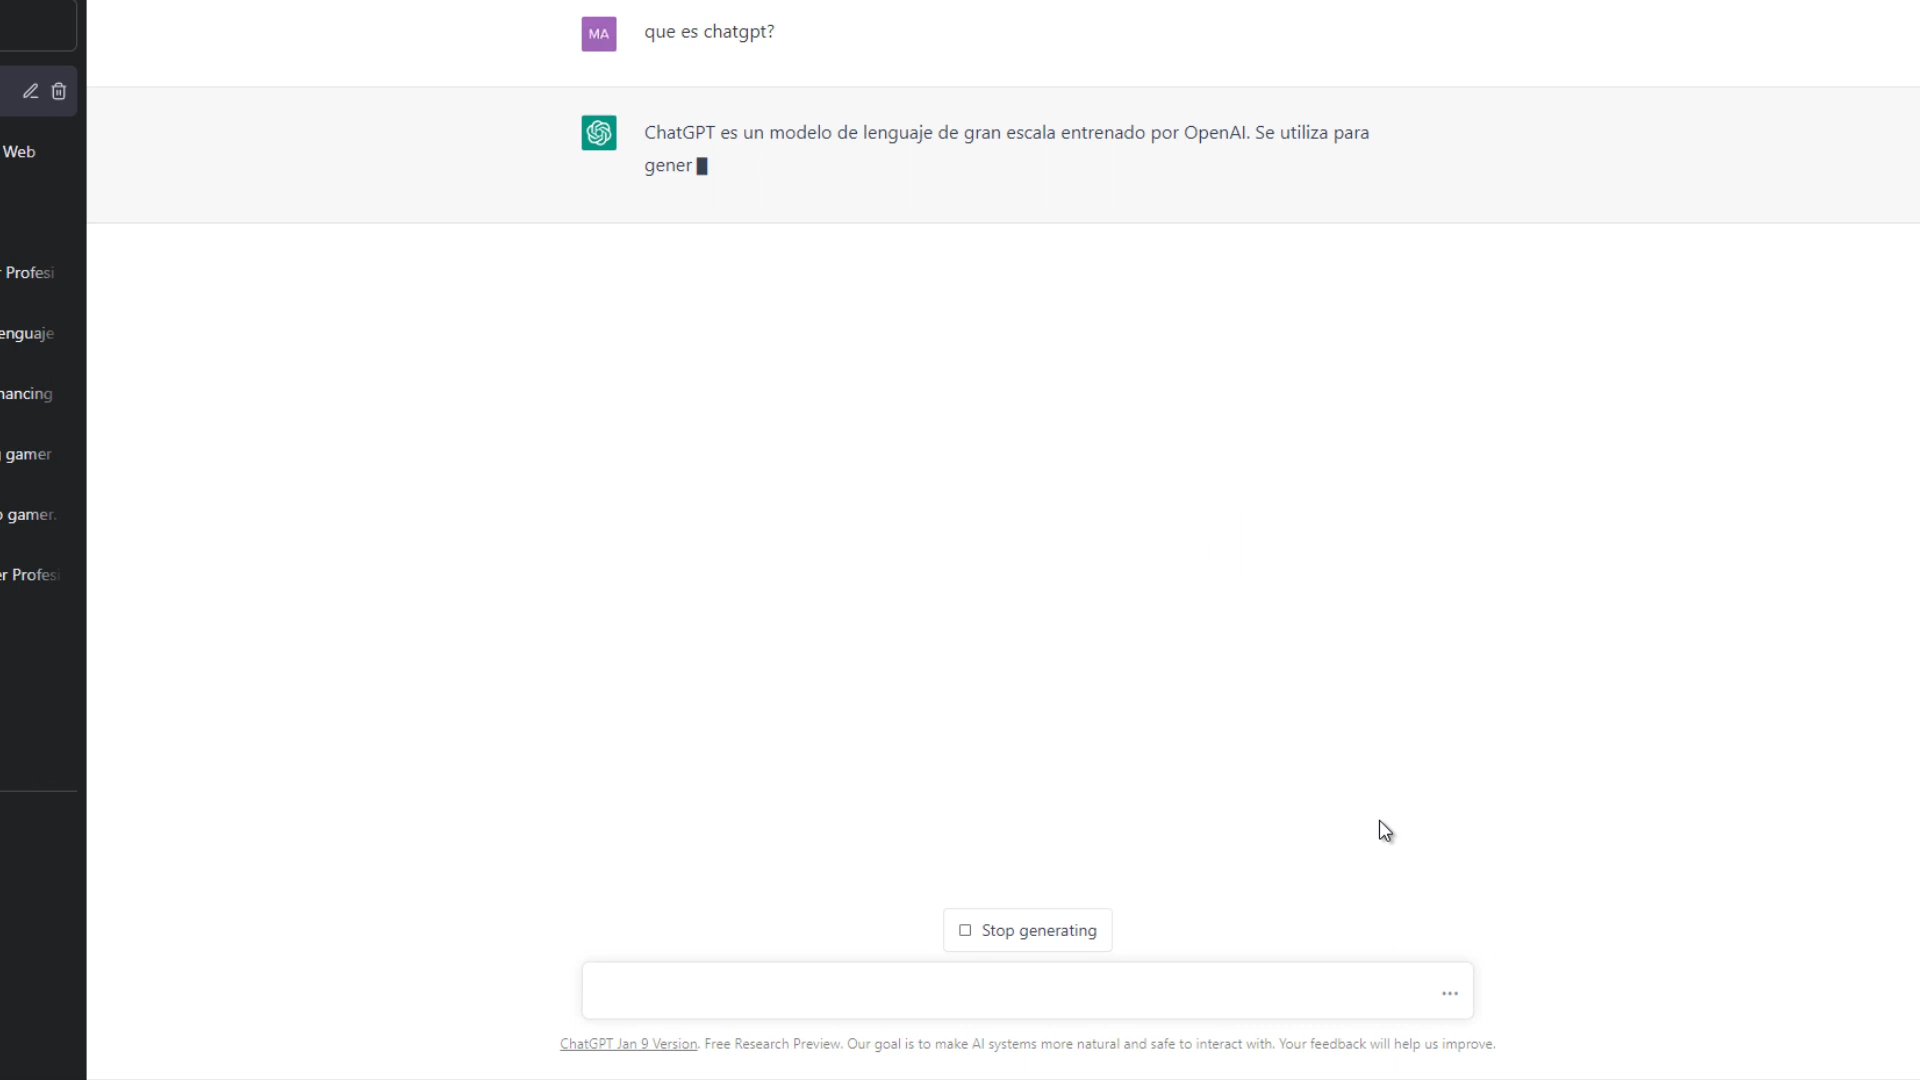 MA
que es chatgpt?
ChatGPT es un modelo de lenguaje de gran escala entrenado por OpenAI. Se utiliza para
gener
Web
Profesi
enguaje
nancing
gamer
gamer.
er Profesi
Stop generating
ChatGPT Jan 9 Version. Free Research Preview. Our goal is to make AI systems more natural and safe to interact with. Your feedback will help us improve.